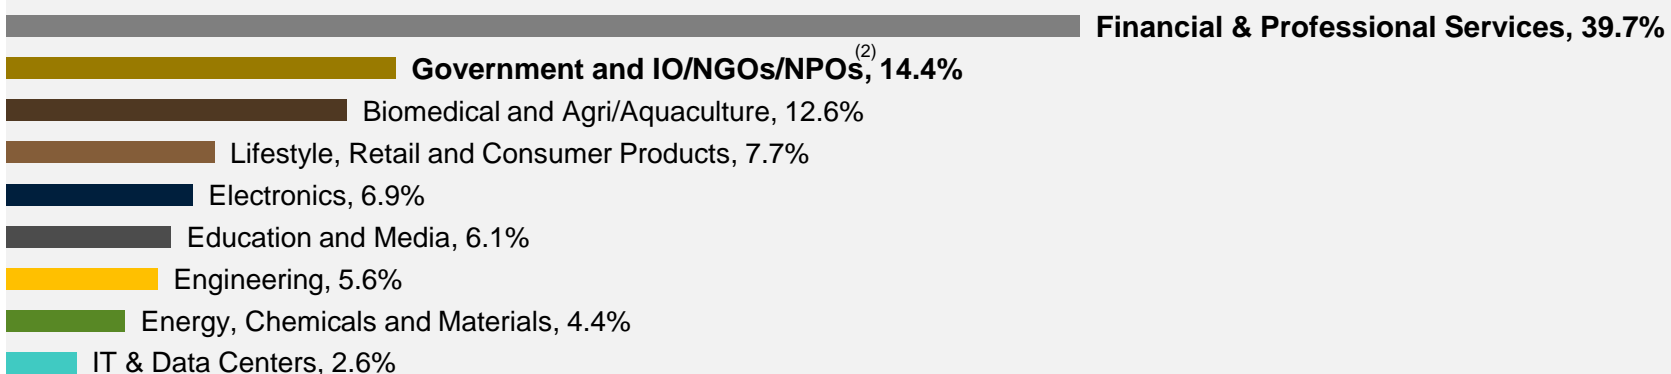 Financial & Professional Services, 39.7%
Government and IO/NGOs/NPOs(2), 14.4%
Biomedical and Agri/Aquaculture, 12.6%
Lifestyle, Retail and Consumer Products, 7.7%
Electronics, 6.9%
Education and Media, 6.1%
Engineering, 5.6%
Energy, Chemicals and Materials, 4.4%
IT & Data Centers, 2.6%